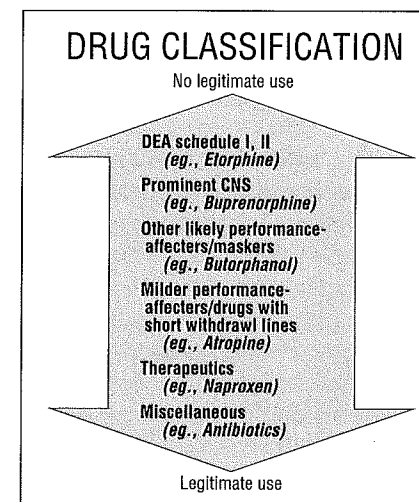 DRUG CLASSIFICATION
No legitimate use
DEA schedule I, II
(eg., Etorphine)
Prominent CNS
(eg., Buprenorphine)
Other likely performance-
affecters/maskers
(eg., Butorphanol)
Milder performance-
affecters/drugs with
short withdrawl lines
(eg., Atropine)
Therapeutics
(eg., Naproxen)
Miscellaneous
(eg., Antibiotics)
Legitimate use